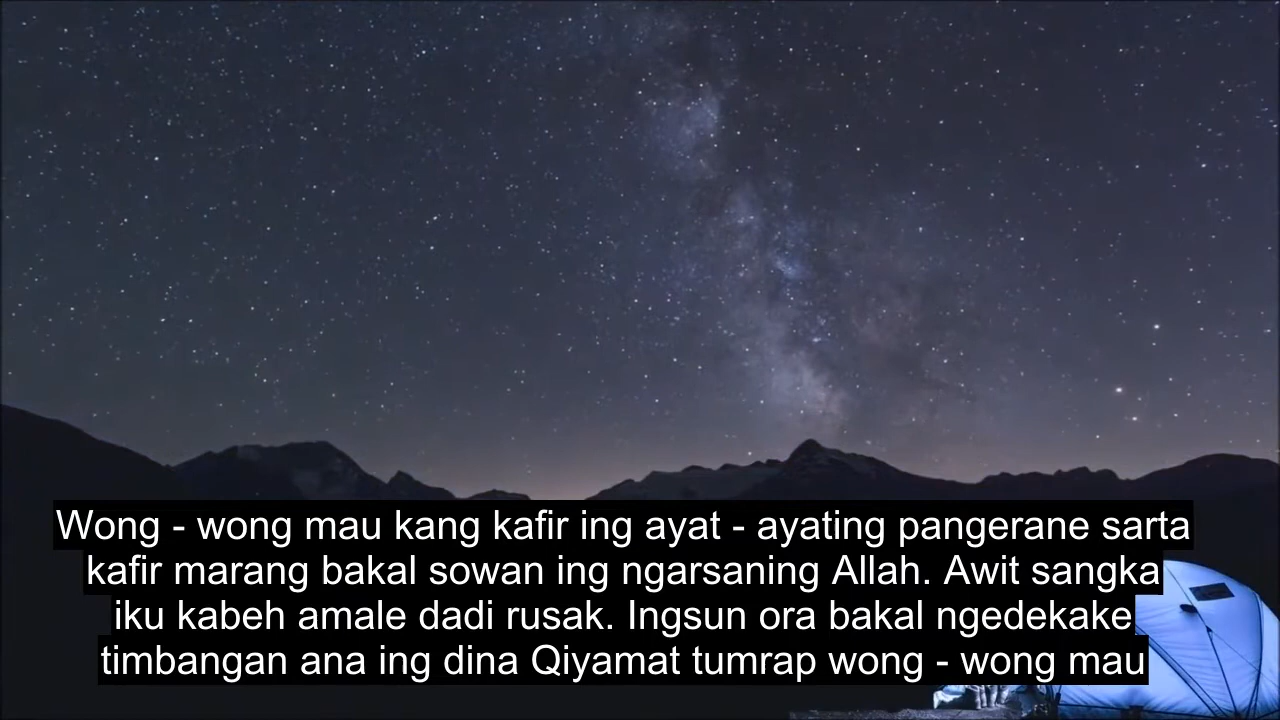 Wong - wong mau kang kafir ing ayat - ayating pangerane sarta
kafir marang bakal sowan ing ngarsaning Allah. Awit sangka
iku kabeh amale dadi rusak. Ingsun ora bakal ngedekake
timbangan ana ing dina Qiyamat tumrap wong - wong mau